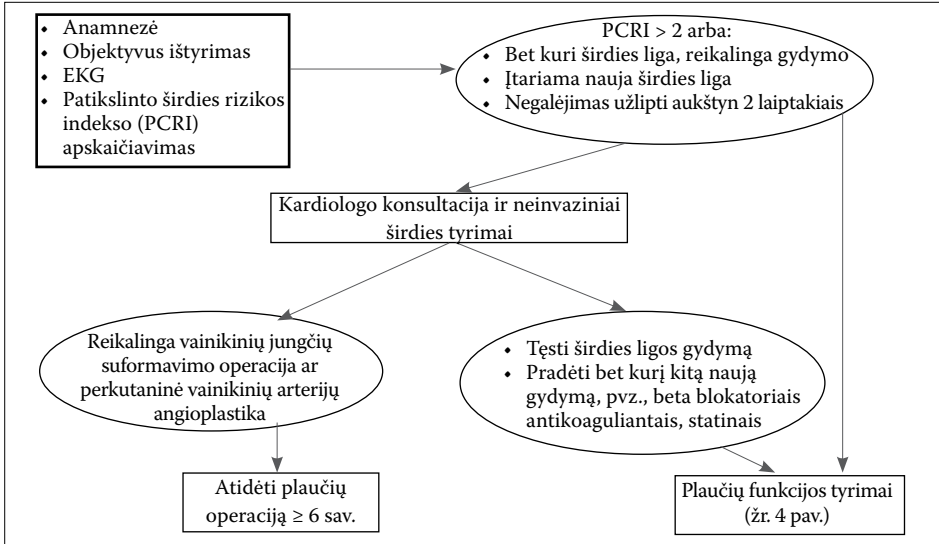 • Anamnezė
• Objektyvus ištyrimas
• EKG
• Patikslinto širdies rizikos
indekso (PCRI)
apskaičiavimas
PCRI > 2 arba:
• Bet kuri širdies liga, reikalinga gydymo
• Įtariama nauja širdies liga
• Negalėjimas užlipti aukštyn 2 laiptakiais
Kardiologo konsultacija ir neinvaziniai
širdies tyrimai
Reikalinga vainikinių jungčių
suformavimo operacija ar
perkutaninė vainikinių arterijų
angioplastika
• Tęsti širdies ligos gydymą
• Pradėti bet kurį kitą naują
gydymą, pvz., beta blokatoriais
antikoaguliantais, statinais
Atidėti plaučių
operaciją ≥ 6 sav.
Plaučių funkcijos tyrimai
(žr. 4 pav.)